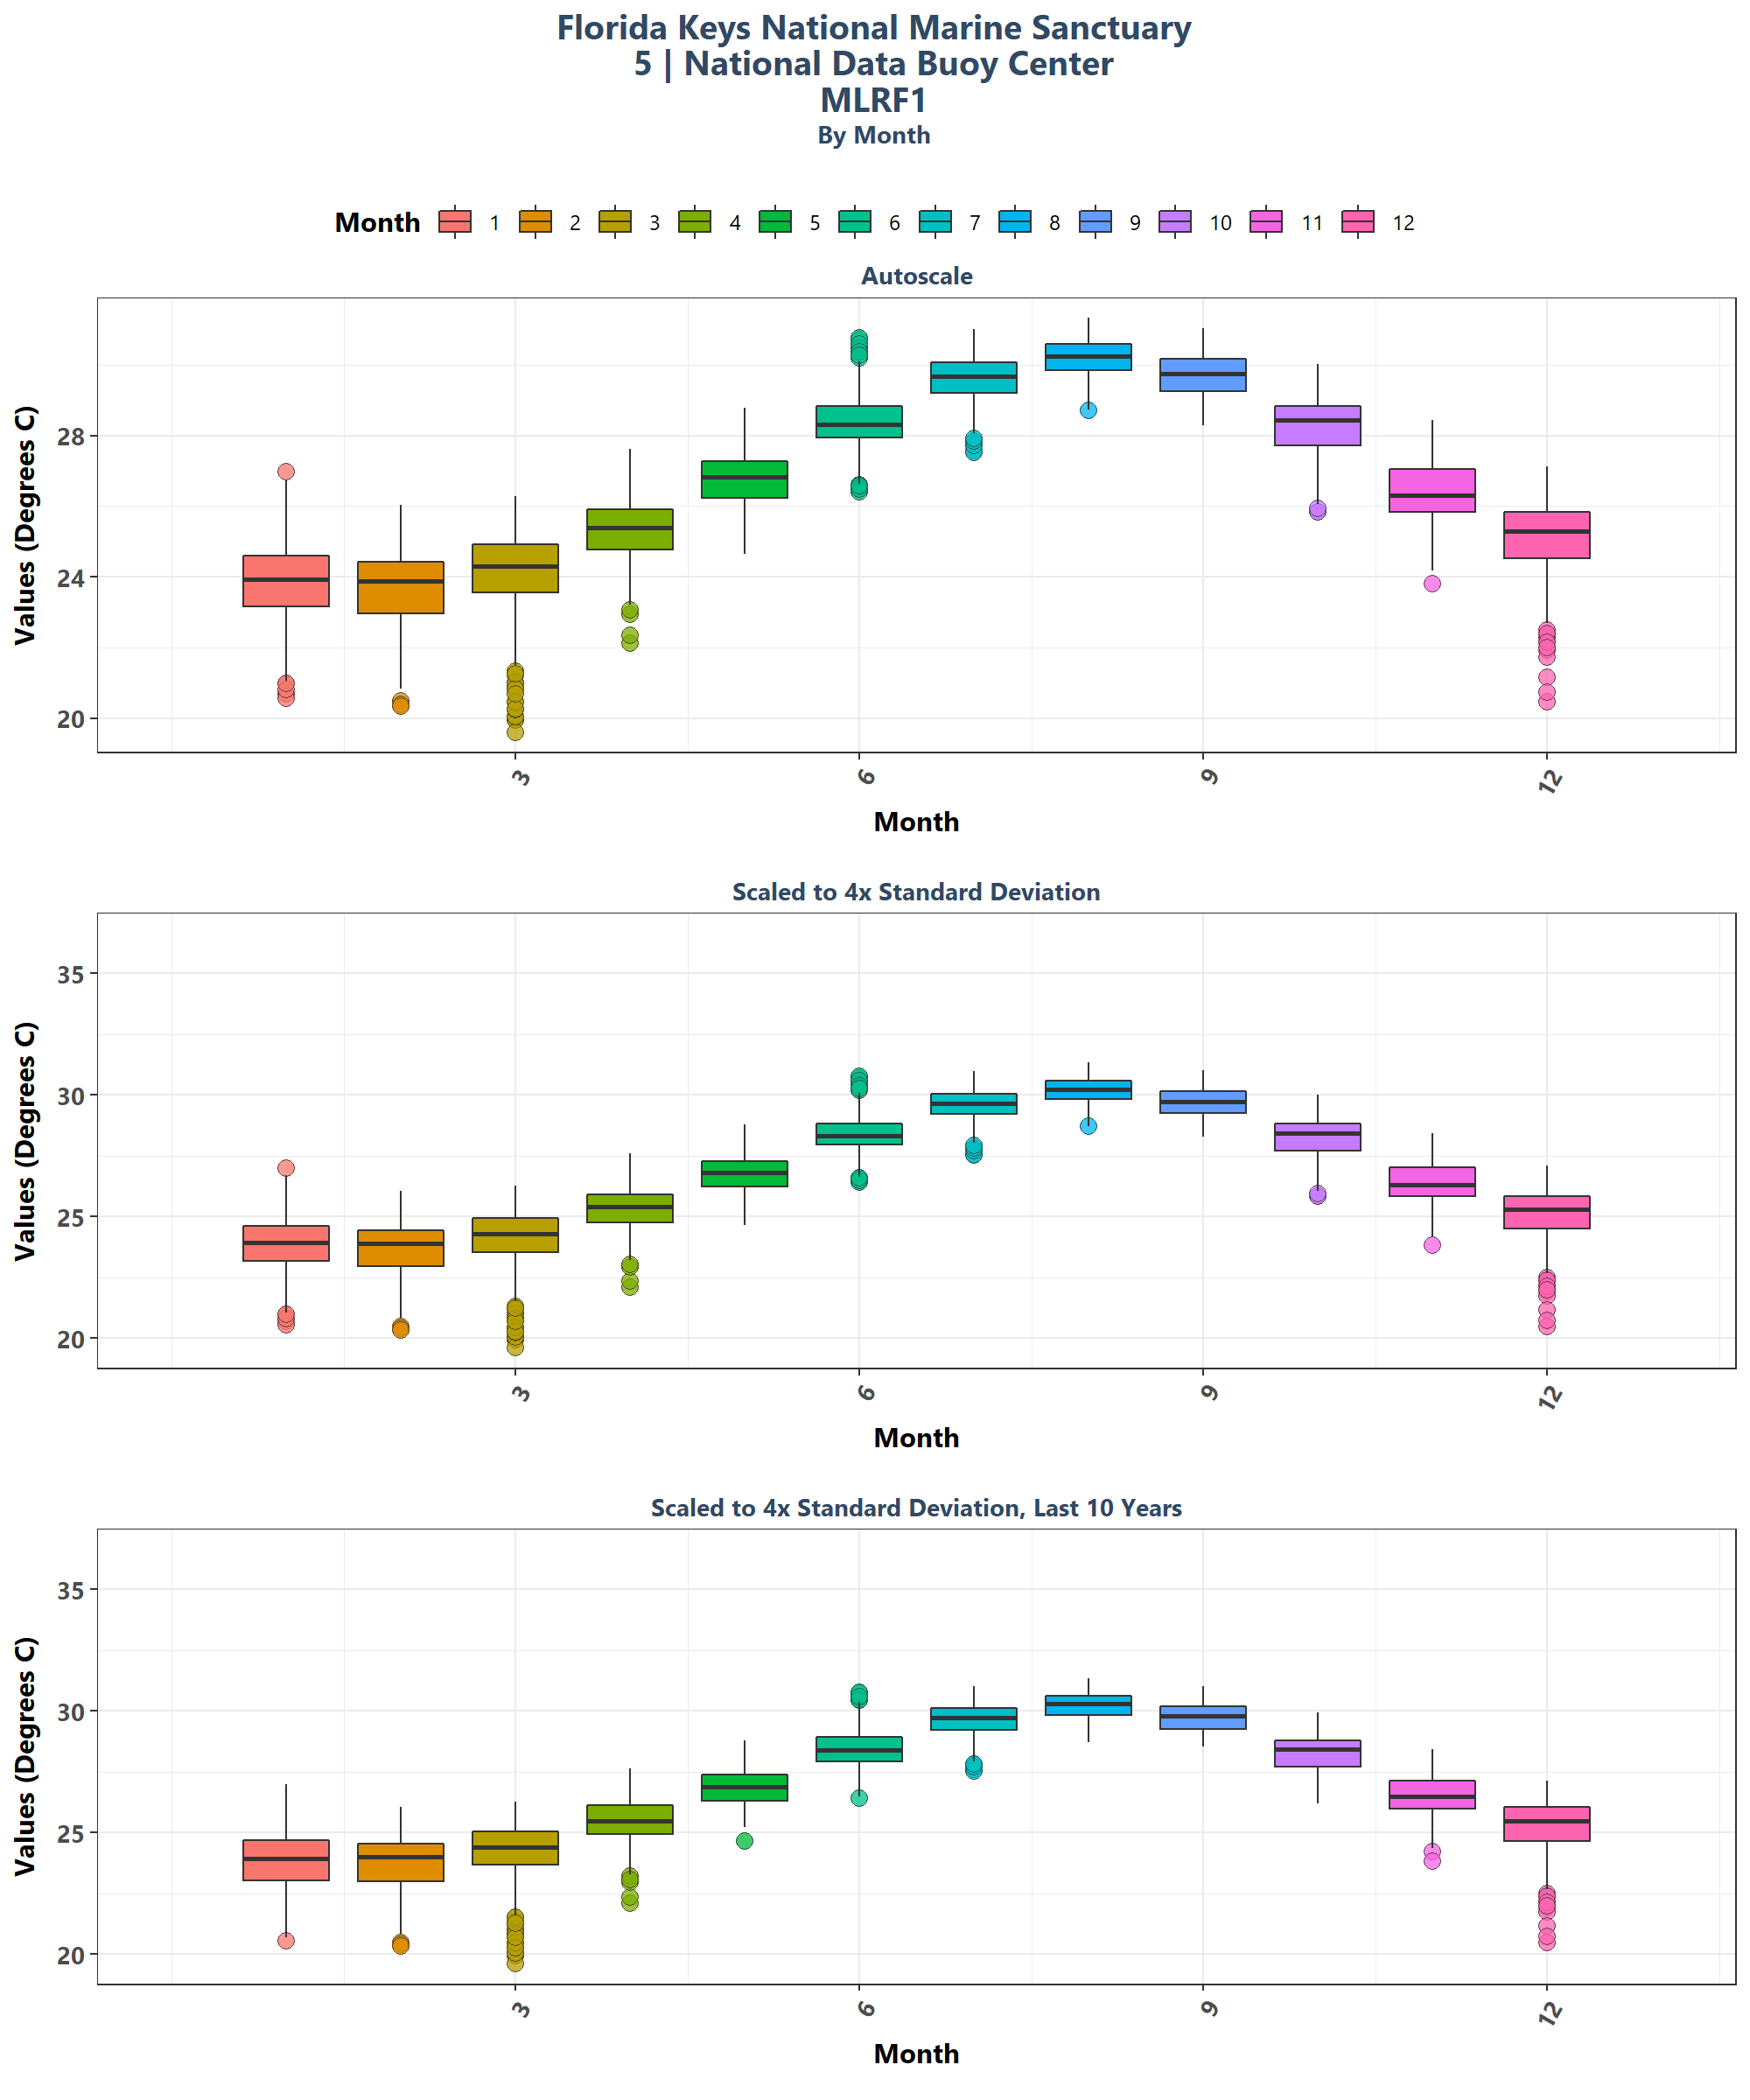 Florida Keys National Marine Sanctuary
5 | National Data Buoy Center
MLRF1
By Month
Month 1 2 3 4 5 6 7 8 9 10 11 12
Autoscale
Values (Degrees C)
28
24
20
3 6 9 12
Month
Scaled to 4x Standard Deviation
Values (Degrees C)
35
30
25
20
3 6 9 12
Month
Scaled to 4x Standard Deviation, Last 10 Years
Values (Degrees C)
35
30
25
20
3 6 9 12
Month